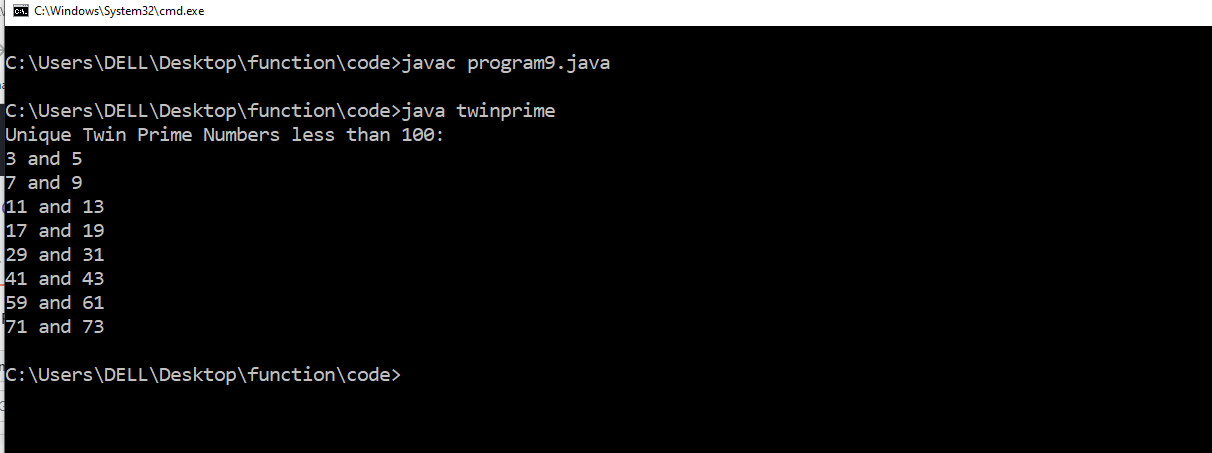 C:\Windows\System32\cmd.exe
C:\Users\DELL\Desktop\function\code>javac program9.java
C:\Users\DELL\Desktop\function\code>java twinprime
Unique Twin Prime Numbers less than 100:
3 and 5
7 and 9
11 and 13
17 and 19
29 and 31
41 and 43
59 and 61
71 and 73
C:\Users\DELL\Desktop\function\code>